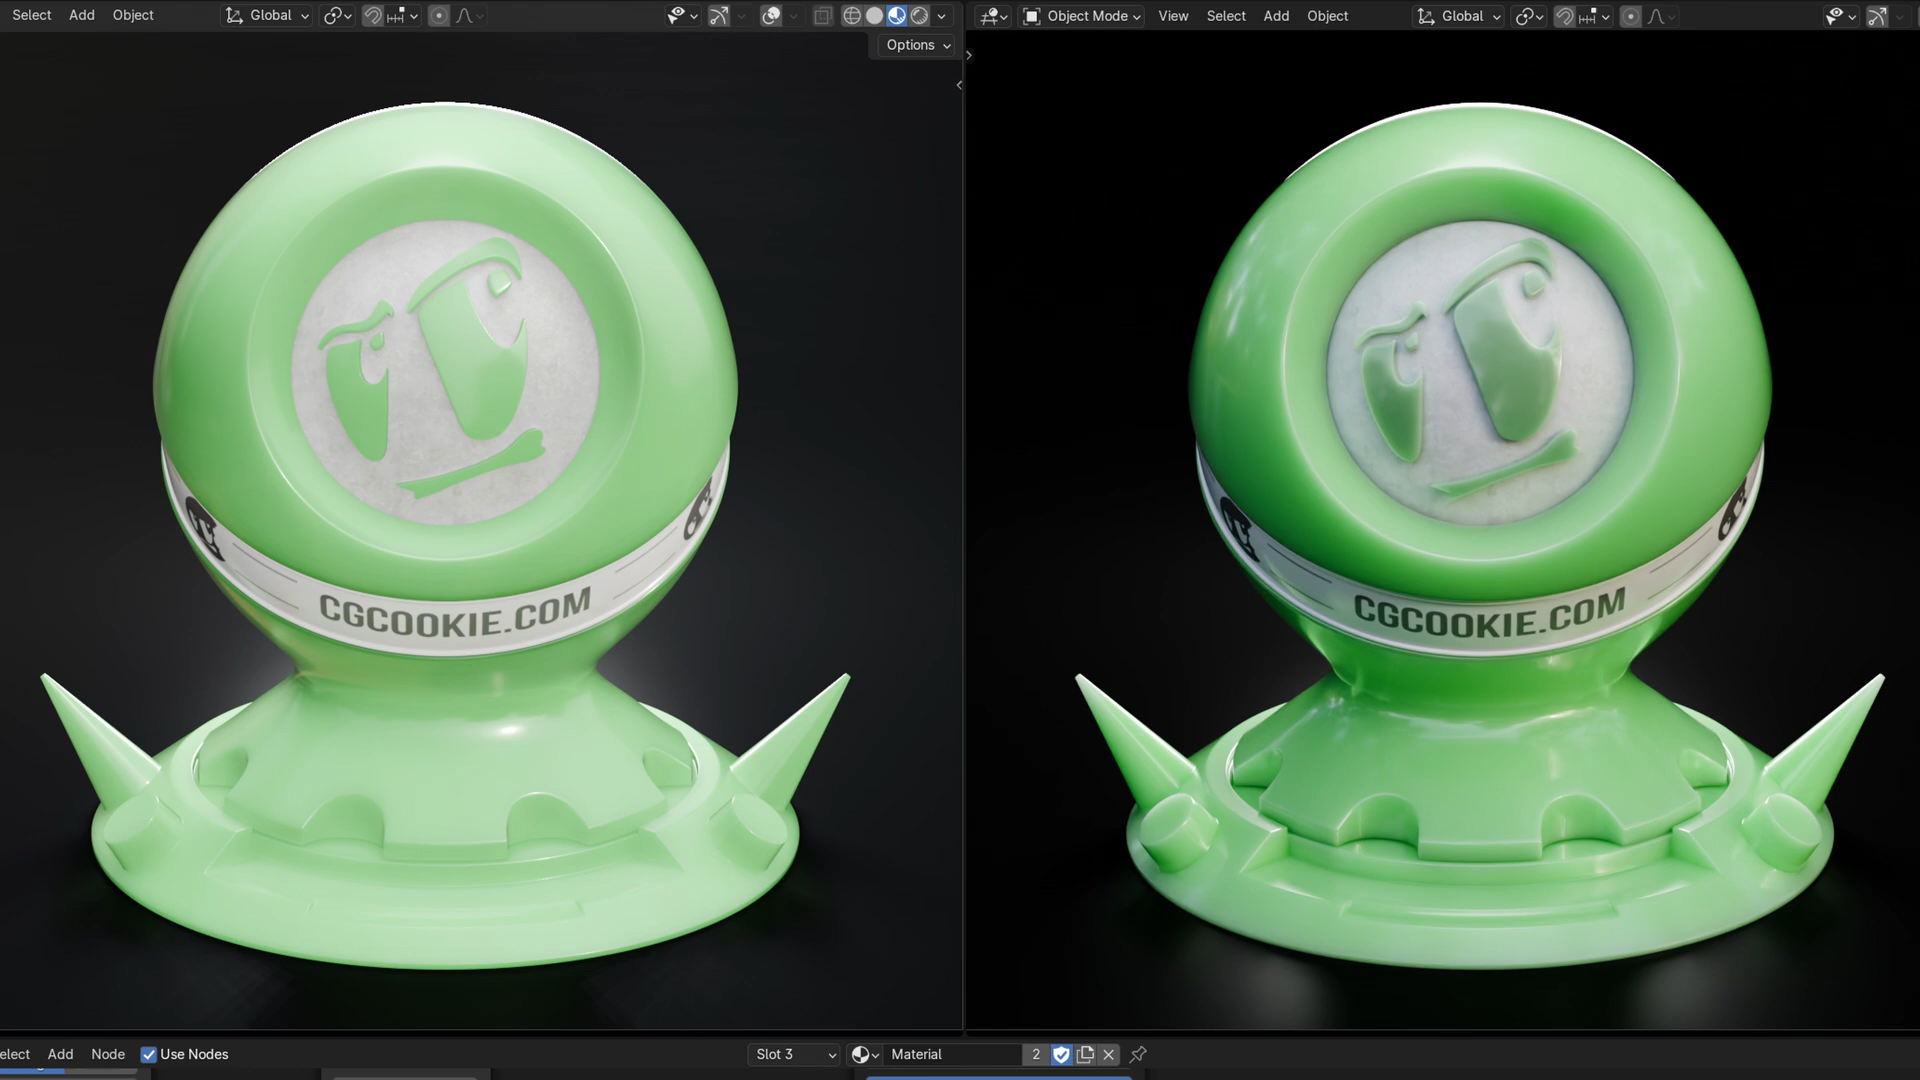 Select Add Object Global
Options
Object Mode View Select Add Object Global
CGCOOKIE.COM
CGCOOKIE.COM
elect Add Node Use Nodes Slot 3 Material 2